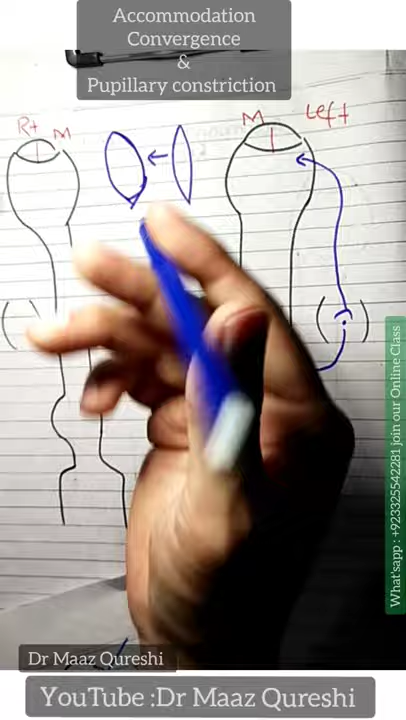 Accommodation
Convergence
&
Pupillary constriction
Rt M
M Left
What'sapp : +923325542281 join our Online Class
Dr Maaz Qureshi
YouTube :Dr Maaz Qureshi